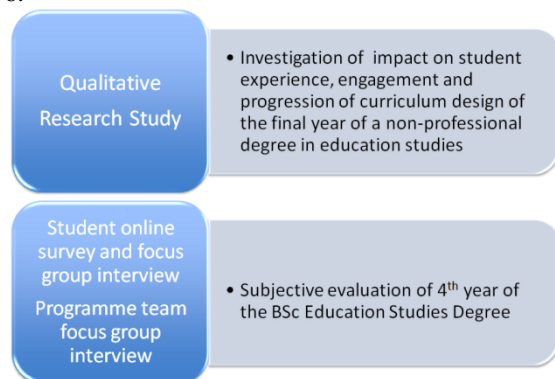 Qualitative
Research Study
• Investigation of impact on student
experience, engagement and
progression of curriculum design of
the final year of a non-professional
degree in education studies
Student online
survey and focus
group interview
Programme team
focus group
interview
• Subjective evaluation of 4th year of
the BSc Education Studies Degree